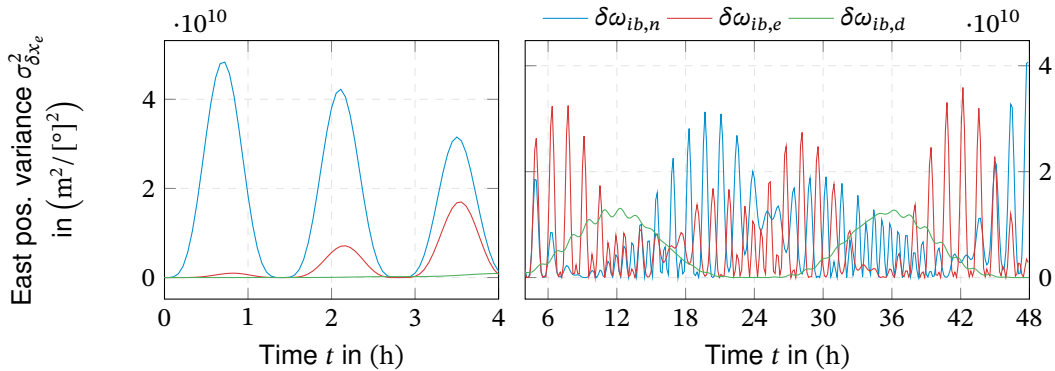 ·10^{10}
δω_{ib,n} δω_{ib,e} δω_{ib,d}
·10^{10}
East pos. variance σ²_{δx_e}
in (m²/[°]²)
4
2
0
0 1 2 3 4
Time t in (h)
4
2
0
6 12 18 24 30 36 42 48
Time t in (h)